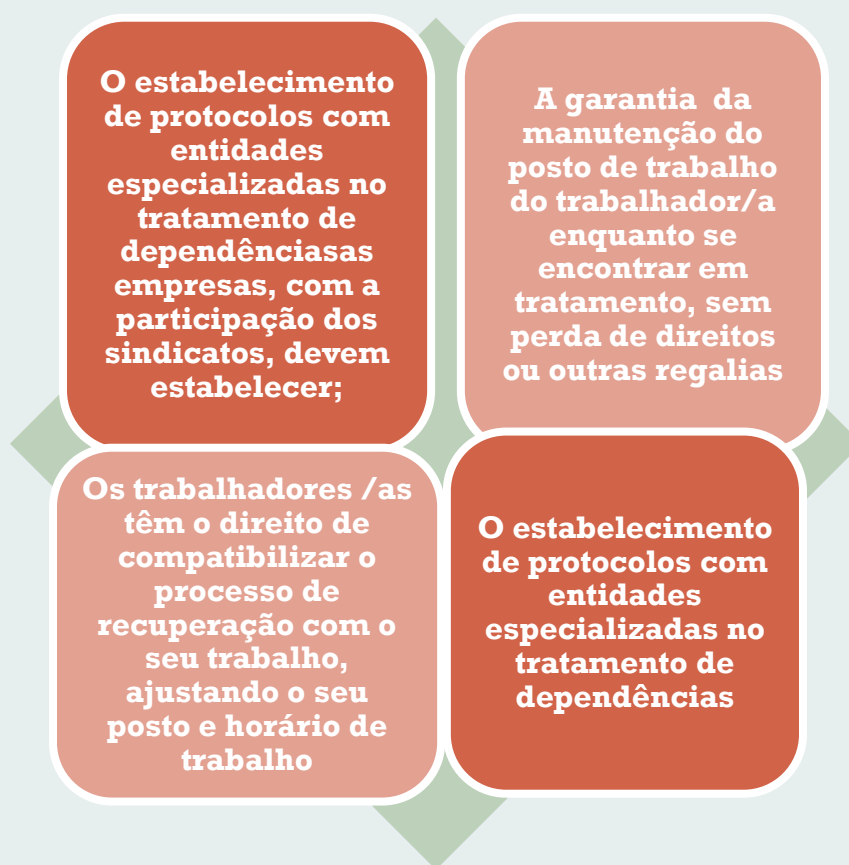 O estabelecimento
de protocolos com
entidades
especializadas no
tratamento de
dependênciasas
empresas, com a
participação dos
sindicatos, devem
estabelecer;
A garantia  da
manutenção do
posto de trabalho
do trabalhador/a
enquanto se
encontrar em
tratamento, sem
perda de direitos
ou outras regalias
Os trabalhadores /as
têm o direito de
compatibilizar o
processo de
recuperação com o
seu trabalho,
ajustando o seu
posto e horário de
trabalho
O estabelecimento
de protocolos com
entidades
especializadas no
tratamento de
dependências